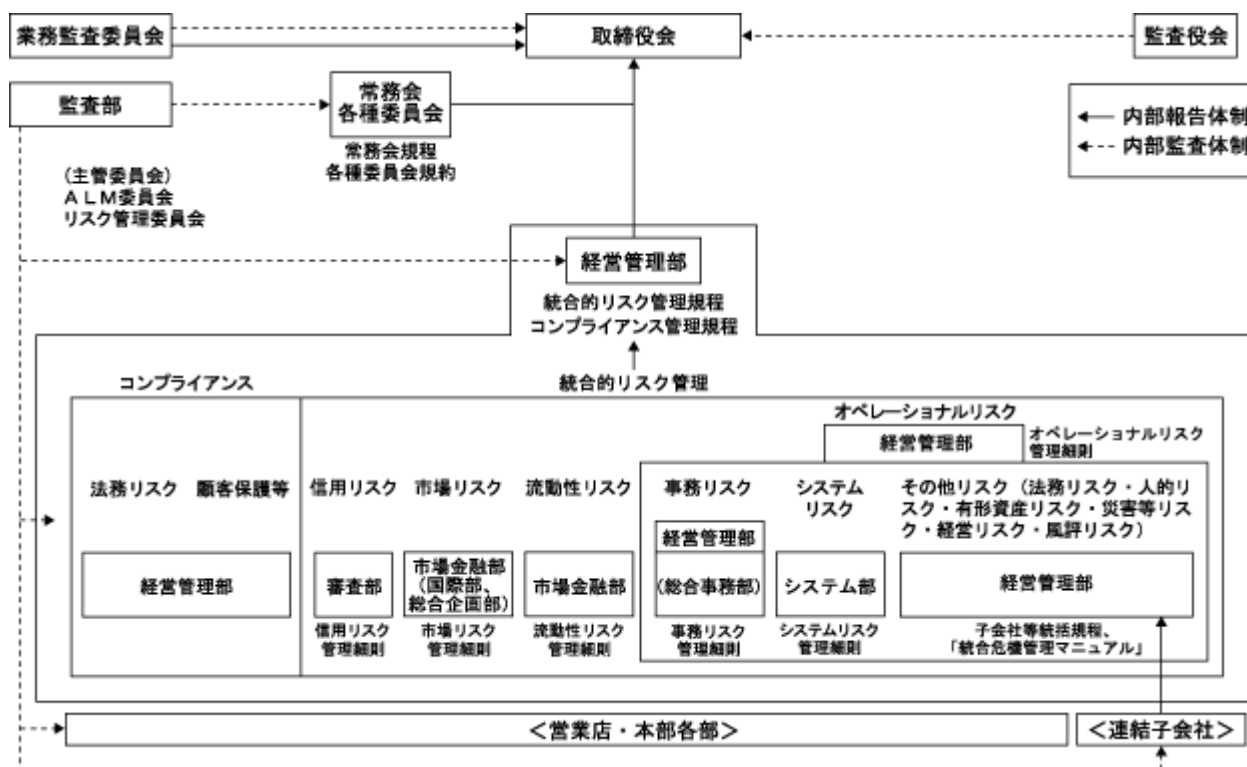 業務監査委員会
取締役会
監査役会
監査部
常務会
各種委員会
常務会規程
各種委員会規約
内部報告体制
内部監査体制
(主管委員会)
ALM委員会
リスク管理委員会
経営管理部
統合的リスク管理規程
コンプライアンス管理規程
コンプライアンス
統合的リスク管理
オペレーショナルリスク
経営管理部
オペレーショナルリスク
管理細則
法務リスク
顧客保護等
信用リスク
市場リスク
流動性リスク
事務リスク
システム
リスク
その他リスク(法務リスク・人的リ
スク・有形資産リスク・災害等リス
ク・経営リスク・風評リスク)
経営管理部
審査部
市場金融部
(国際部、
総合企画部)
市場金融部
経営管理部
(総合事務部)
システム部
経営管理部
信用リスク
管理細則
市場リスク
管理細則
流動性リスク
管理細則
事務リスク
管理細則
システムリスク
管理細則
子会社等統括規程、
「統合危機管理マニュアル」
<営業店・本部各部>
<連結子会社>